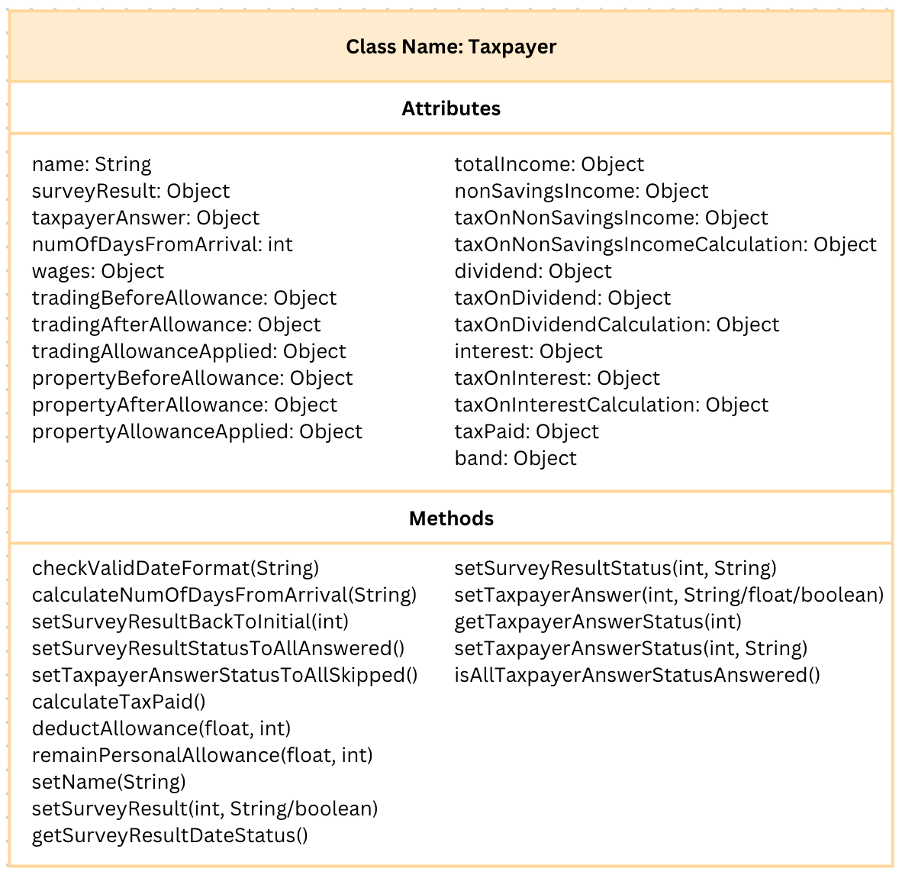 Class Name: Taxpayer
Attributes
name: String
surveyResult: Object
taxpayerAnswer: Object
numOfDaysFromArrival: int
wages: Object
tradingBeforeAllowance: Object
tradingAfterAllowance: Object
tradingAllowanceApplied: Object
propertyBeforeAllowance: Object
propertyAfterAllowance: Object
propertyAllowanceApplied: Object
totalIncome: Object
nonSavingsIncome: Object
taxOnNonSavingsIncome: Object
taxOnNonSavingsIncomeCalculation: Object
dividend: Object
taxOnDividend: Object
taxOnDividendCalculation: Object
interest: Object
taxOnInterest: Object
taxOnInterestCalculation: Object
taxPaid: Object
band: Object
Methods
checkValidDateFormat(String)
calculateNumOfDaysFromArrival(String)
setSurveyResultBackToInitial(int)
setSurveyResultStatusToAllAnswered()
setTaxpayerAnswerStatusToAllSkipped()
calculateTaxPaid()
deductAllowance(float, int)
remainPersonalAllowance(float, int)
setName(String)
setSurveyResult(int, String/boolean)
getSurveyResultDateStatus()
setSurveyResultStatus(int, String)
setTaxpayerAnswer(int, String/float/boolean)
getTaxpayerAnswerStatus(int)
setTaxpayerAnswerStatus(int, String)
isAllTaxpayerAnswerStatusAnswered()